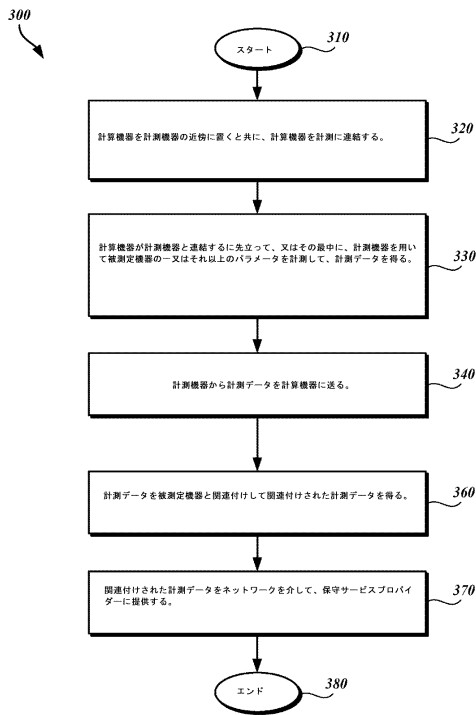 300
スタート
310
計算機器を計測機器の近傍に置くと共に、計算機器を計測に連結する。
320
計算機器が計測機器と連結するに先立って、又はその最中に、計測機器を用い
て被測定機器の一又はそれ以上のパラメータを計測して、計測データを得る。
330
計測機器から計測データを計算機器に送る。
340
計測データを被測定機器と関連付けして関連付けされた計測データを得る。
360
関連付けされた計測データをネットワークを介して、保守サービスプロバイ
ダーに提供する。
370
エンド
380